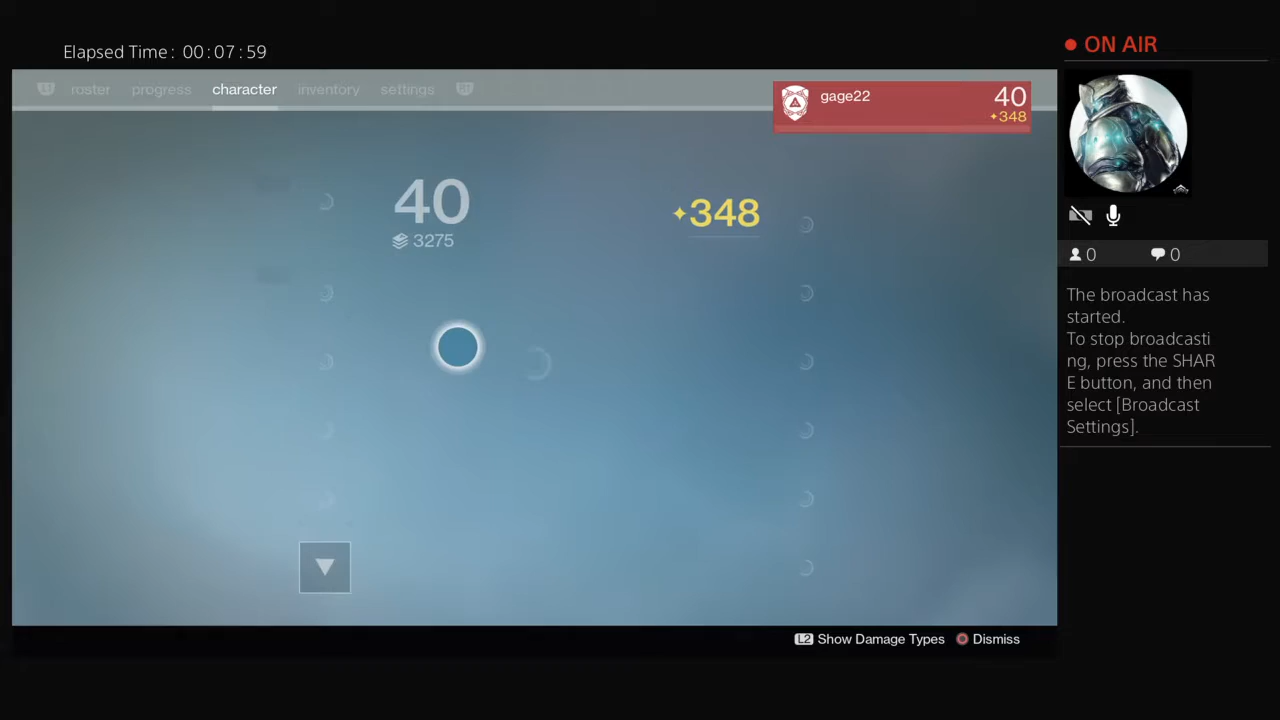 Elapsed Time: 00:07:59
ON AIR
L1 roster progress character inventory settings R1
gage22 40
348
40
3275
348
0 0
The broadcast has
started.
To stop broadcasti
ng, press the SHAR
E button, and then
select [Broadcast
Settings].
L2 Show Damage Types Dismiss